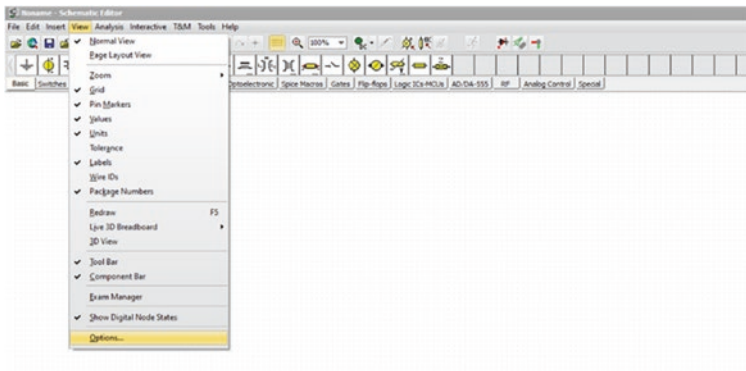 Noname - Schematic Editor
File Edit Insert View Analysis Interactive T&M Tools Help
100%
Basic Switches Optoelectronic Spice Macros Gates Flip-flops Logic ICs-MCUs AD/DA-555 RF Analog Control Special
Normal View
Page Layout View
Zoom
Grid
Pin Markers
Values
Units
Tolerance
Labels
Wire IDs
Package Numbers
Redraw F5
Live 3D Breadboard
3D View
Tool Bar
Component Bar
Exam Manager
Show Digital Node States
Options...